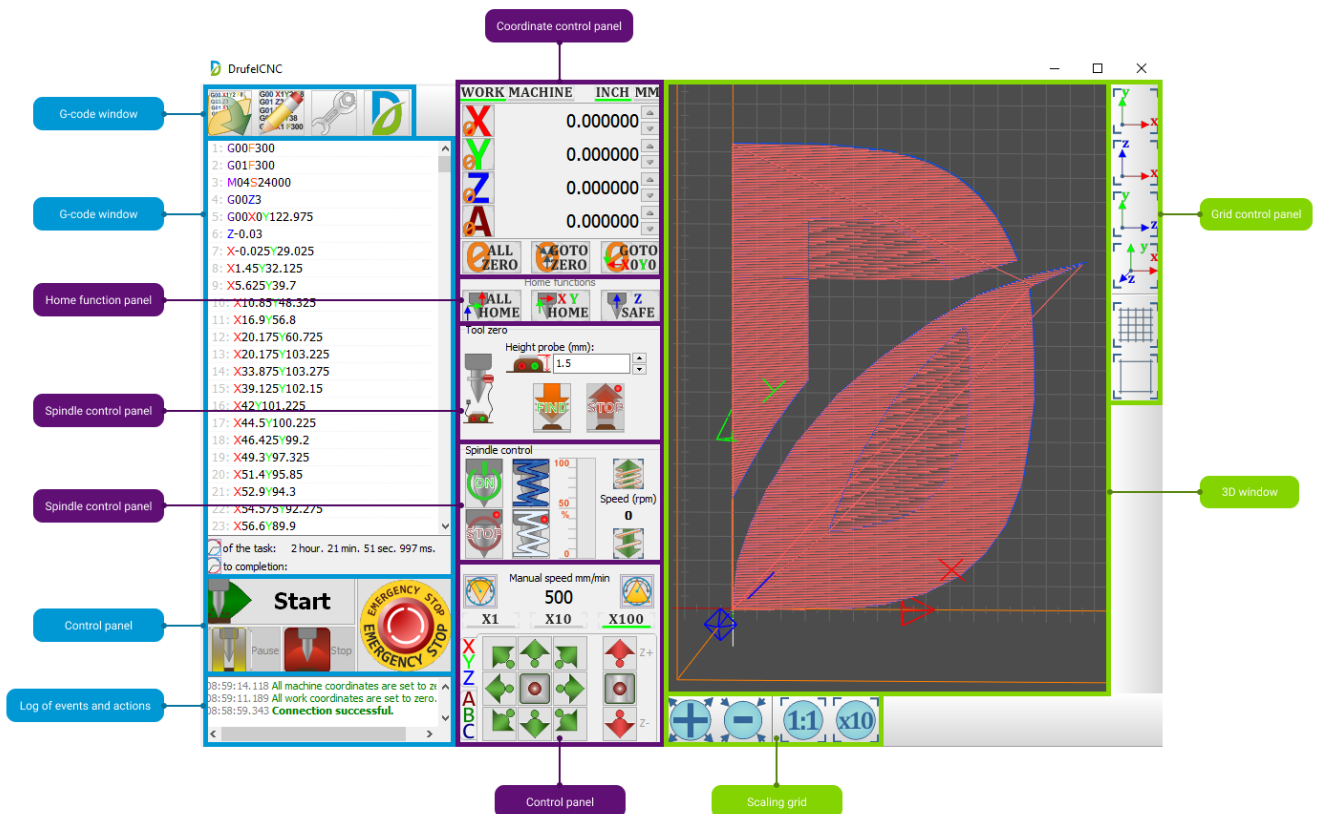 Coordinate control panel
DrufelCNC
G-code window
G-code window
Home function panel
Spindle control panel
Spindle control panel
Control panel
Log of events and actions
1: G00F300
2: G01F300
3: M04S24000
4: G00Z3
5: G00X0Y122.975
6: Z-0.03
7: X-0.025Y29.025
8: X1.45Y32.125
9: X5.625Y39.7
10: X10.85Y48.325
11: X16.9Y56.8
12: X20.175Y60.725
13: X20.175Y103.225
14: X33.875Y103.275
15: X39.125Y102.15
16: X42Y101.225
17: X44.5Y100.225
18: X46.425Y99.2
19: X49.3Y97.325
20: X51.4Y95.85
21: X52.9Y94.3
22: X54.575Y92.275
23: X56.6Y89.9
of the task: 2 hour. 21 min. 51 sec. 997 ms.
to completion:
Start
Pause
Stop
EMERGENCY STOP
EMERGENCY STOP
08:59:14.118 All machine coordinates are set to ze
08:59:11.189 All work coordinates are set to zero.
08:58:59.343 Connection successful.
WORK MACHINE INCH MM
X 0.000000
Y 0.000000
Z 0.000000
A 0.000000
ALL ZERO
GOTO ZERO
GOTO X0Y0
Home functions
ALL HOME
X Y HOME
Z SAFE
Tool zero
Height probe (mm):
1.5
FIND
STOP
Spindle control
ON
STOP
100
50
%
0
Speed (rpm)
0
Manual speed mm/min
500
X1 X10 X100
X
Y
Z
A
B
C
Z+
Z-
Y
X
y
x
z
x
y
z
y
x
z
1:1
x10
Grid control panel
3D window
Control panel
Scaling grid